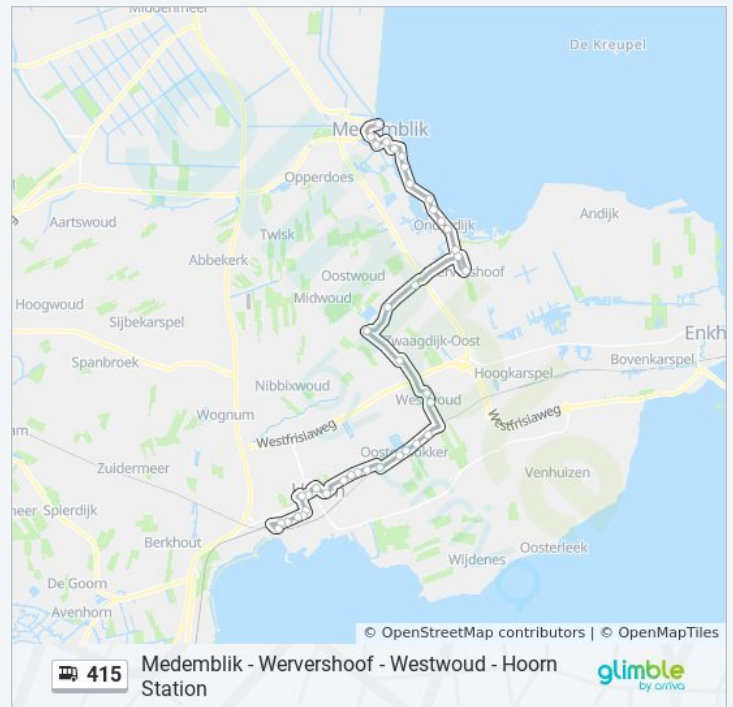 Middenmeer
De Kreupel
Medemblik
Opperdoes
Aartswoud
Twisk
Andijk
Abbekerk
Oostwoud
Hoogwoud
Midwoud
Sijbekarspel
Zwaagdijk-Oost
Enkh
Spanbroek
Bovenkarspel
Hoogkarspel
Nibbixwoud
Wognum
Westfrisiaweg
Westfrisiaweg
Zuidermeer
Venhuizen
Spierdijk
Berkhout
Oosterleek
Wijdenes
De Goorn
Avenhorn
© OpenStreetMap contributors | © OpenMapTiles
415
Medemblik - Wervershoof - Westwoud - Hoorn
Station
glimble
by arriva